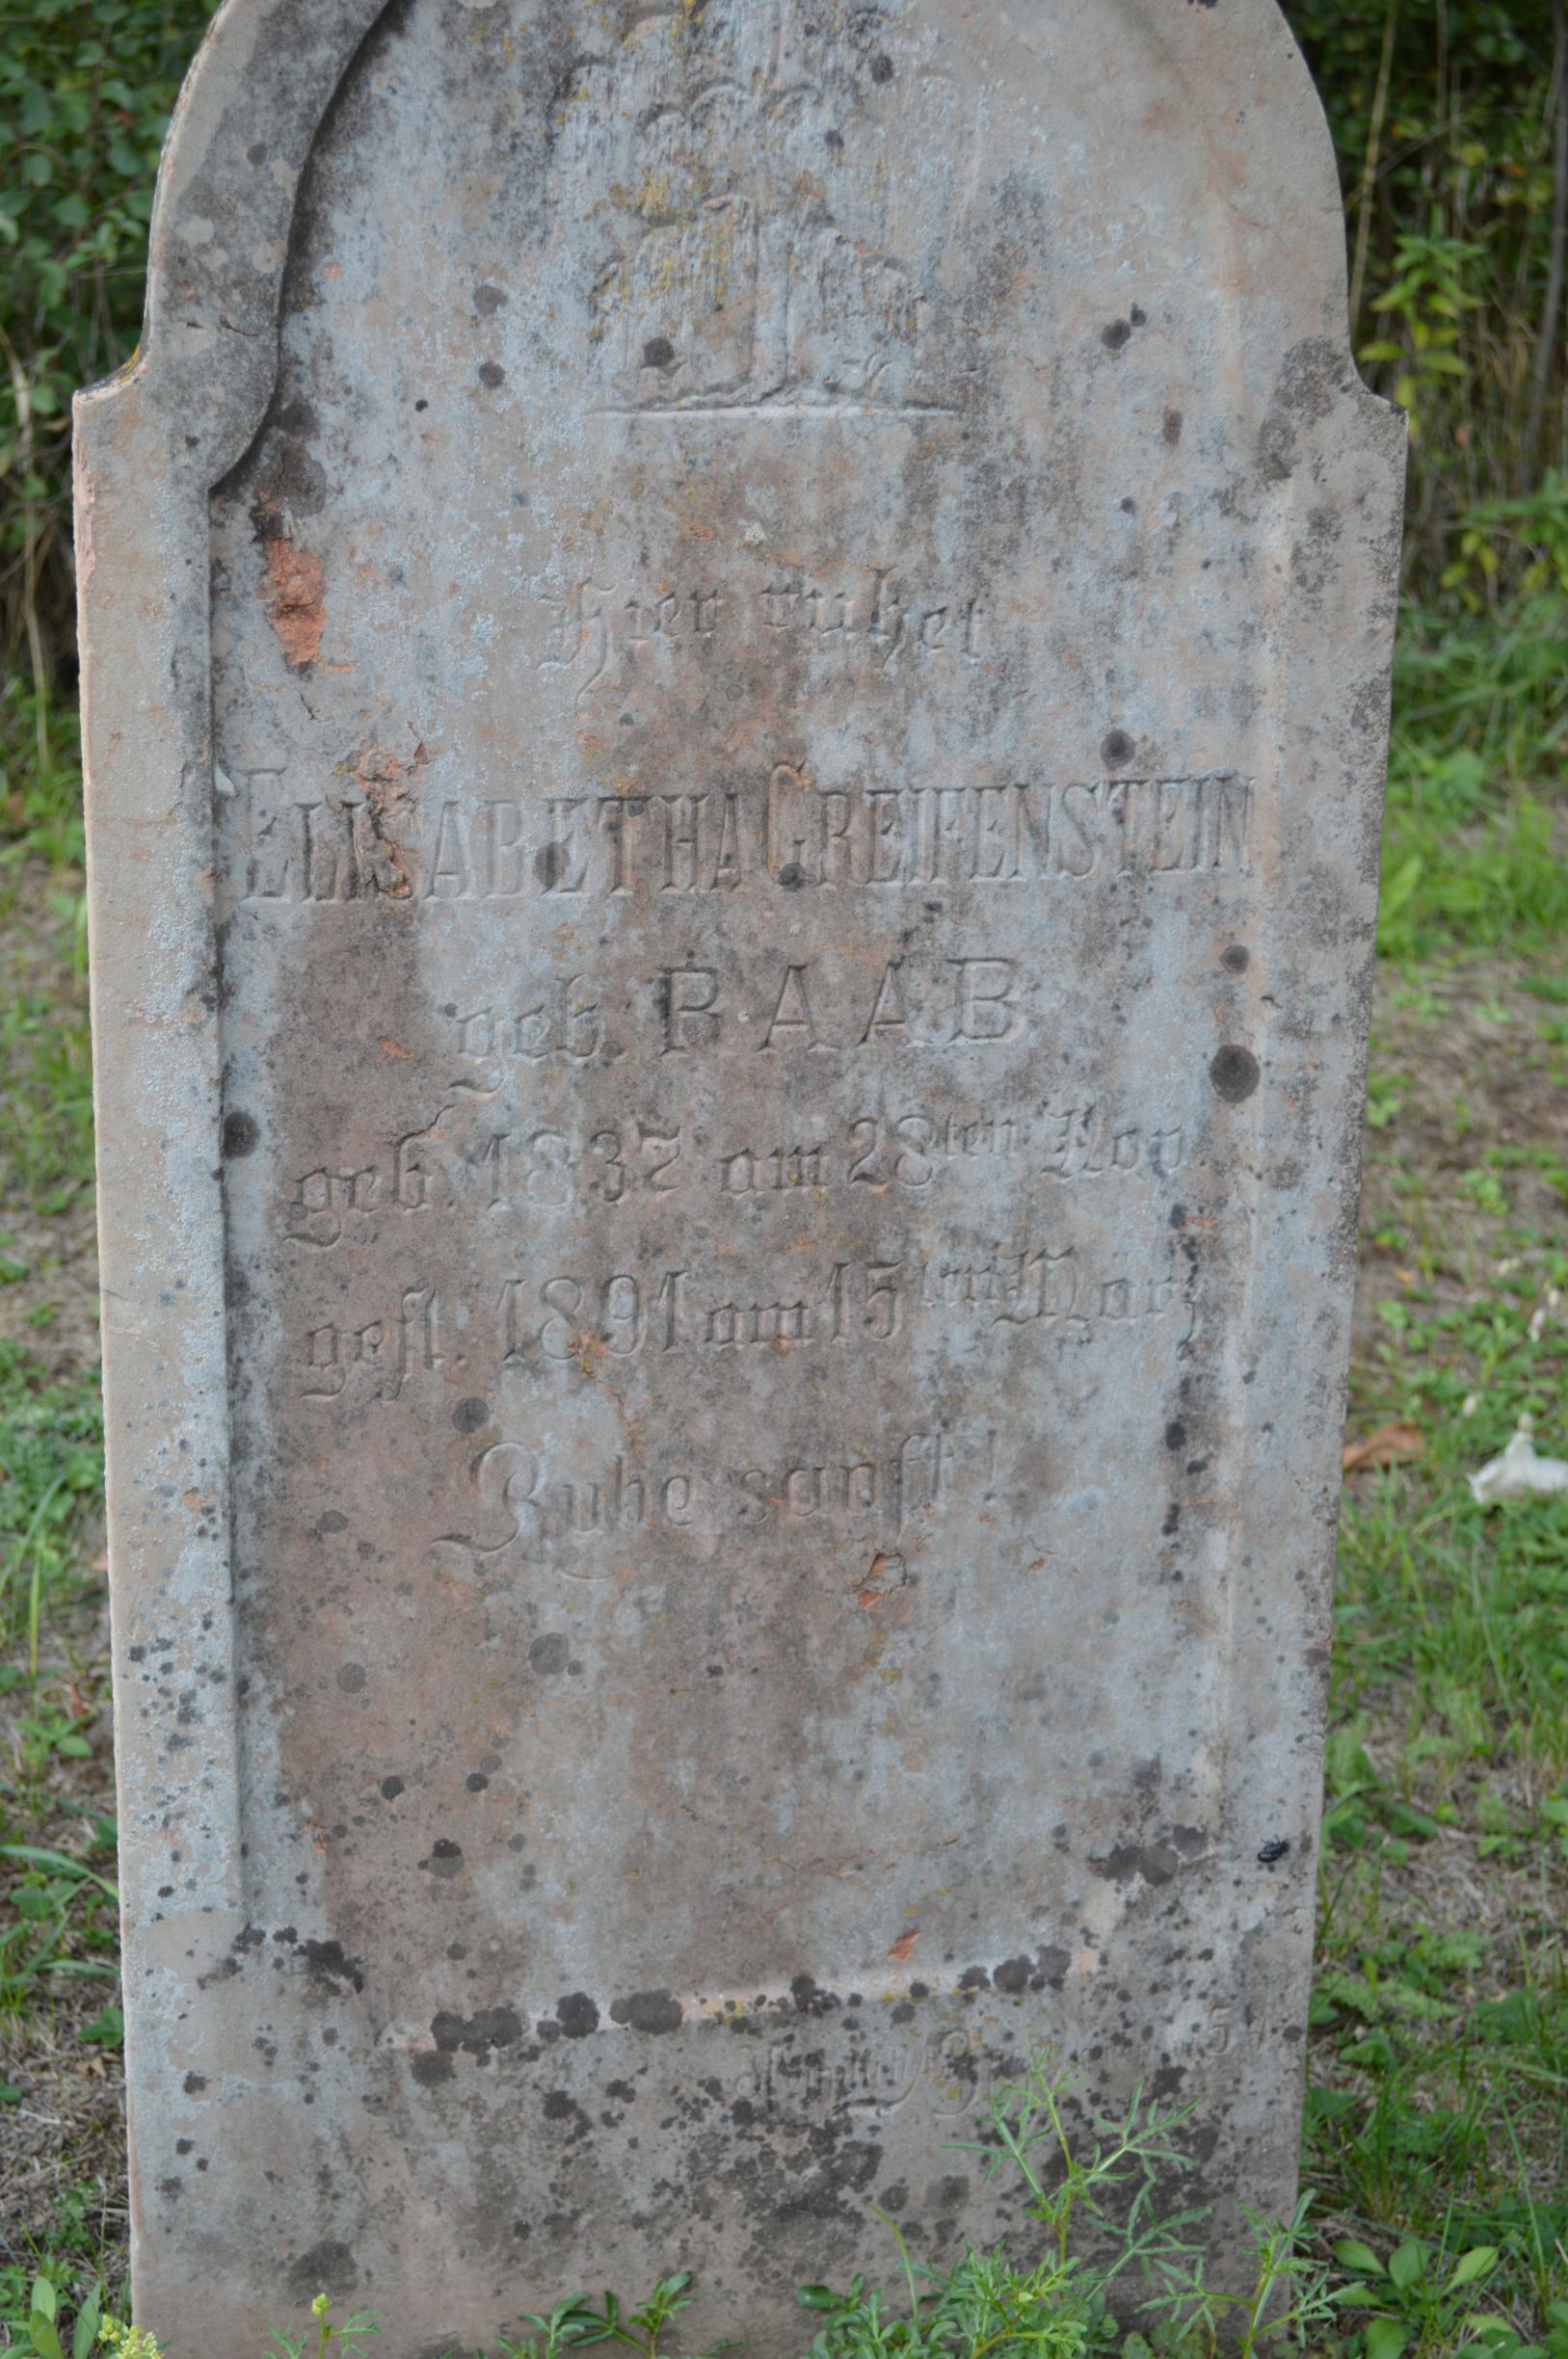 Hier ruhet
ELISABETHA GREIFENSTEIN
geb. RAAB
geb. 1837 am 28ten Nov.
gest. 1891 am 15ten März
Ruhe sanft!